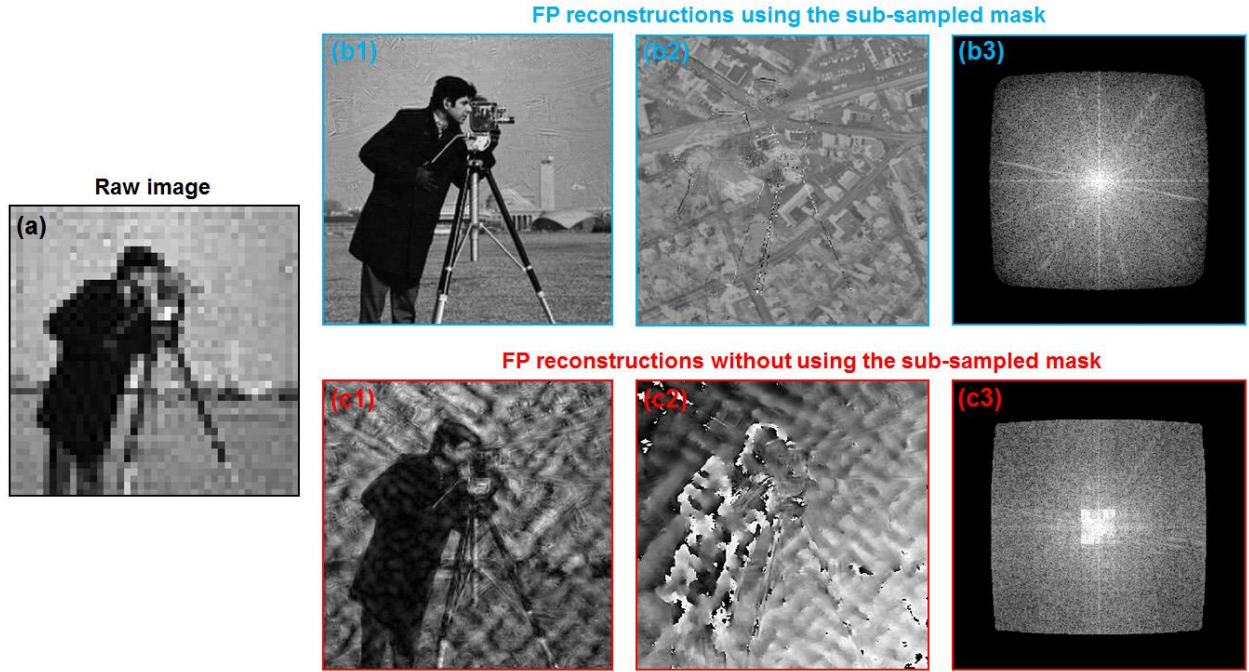 FP reconstructions using the sub-sampled mask
(b1)
(b2)
(b3)
Raw image
(a)
FP reconstructions without using the sub-sampled mask
(c1)
(c2)
(c3)